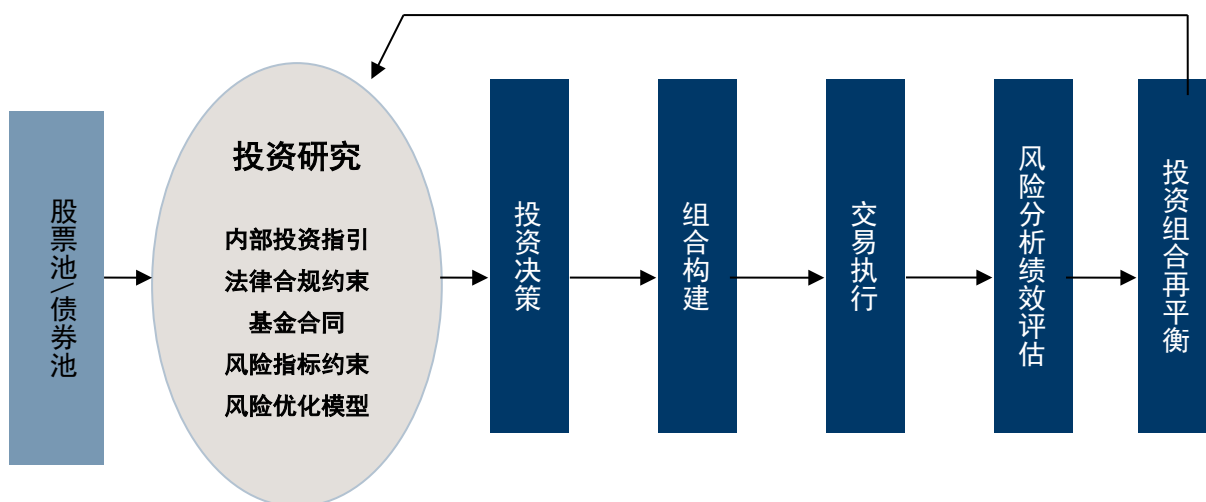 股票池/债券池
投资研究
内部投资指引
法律合规约束
基金合同
风险指标约束
风险优化模型
投资决策
组合构建
交易执行
风险分析绩效评估
投资组合再平衡